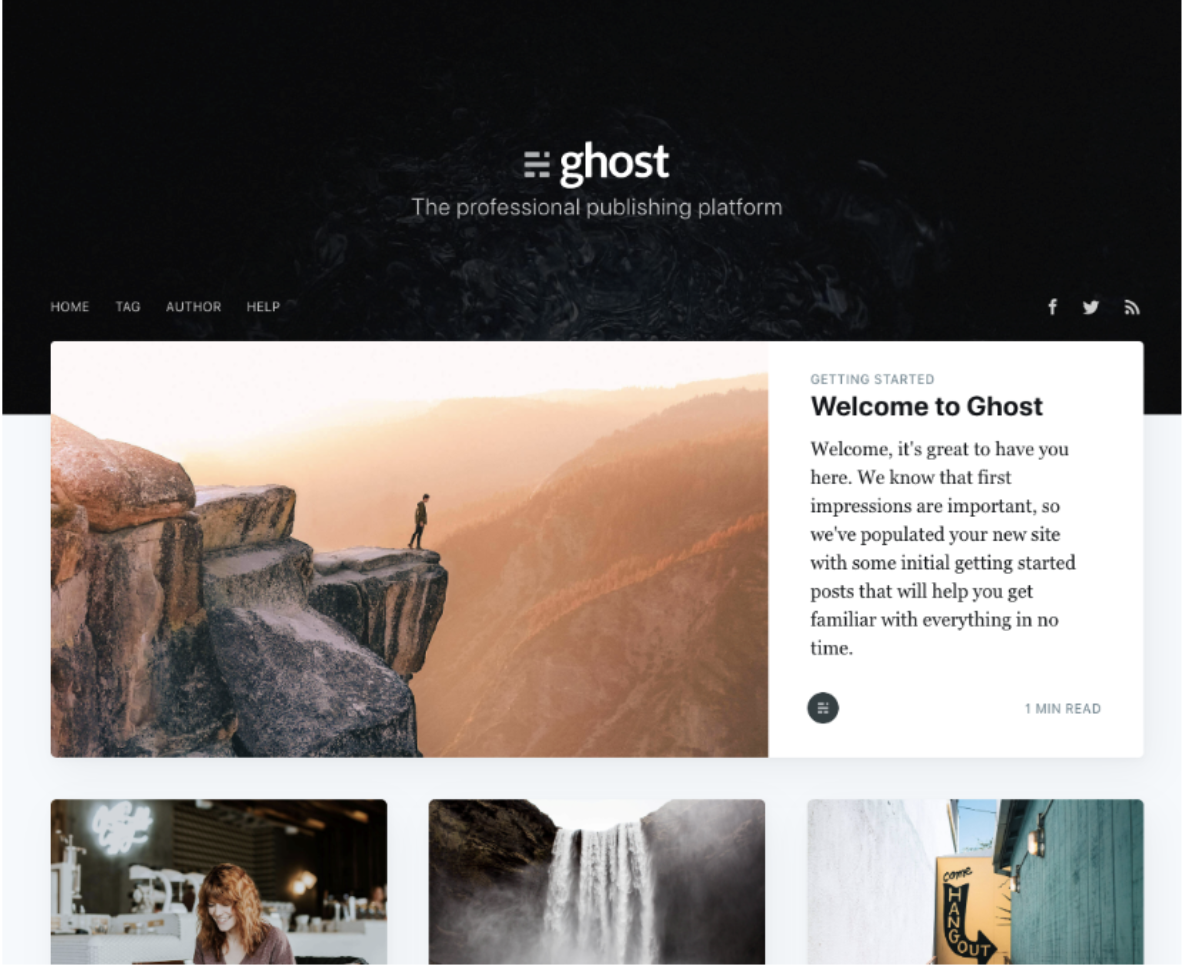 ghost
The professional publishing platform
HOME TAG AUTHOR HELP
GETTING STARTED
Welcome to Ghost
Welcome, it's great to have you
here. We know that first
impressions are important, so
we've populated your new site
with some initial getting started
posts that will help you get
familiar with everything in no
time.
1 MIN READ
come
HANGOUT